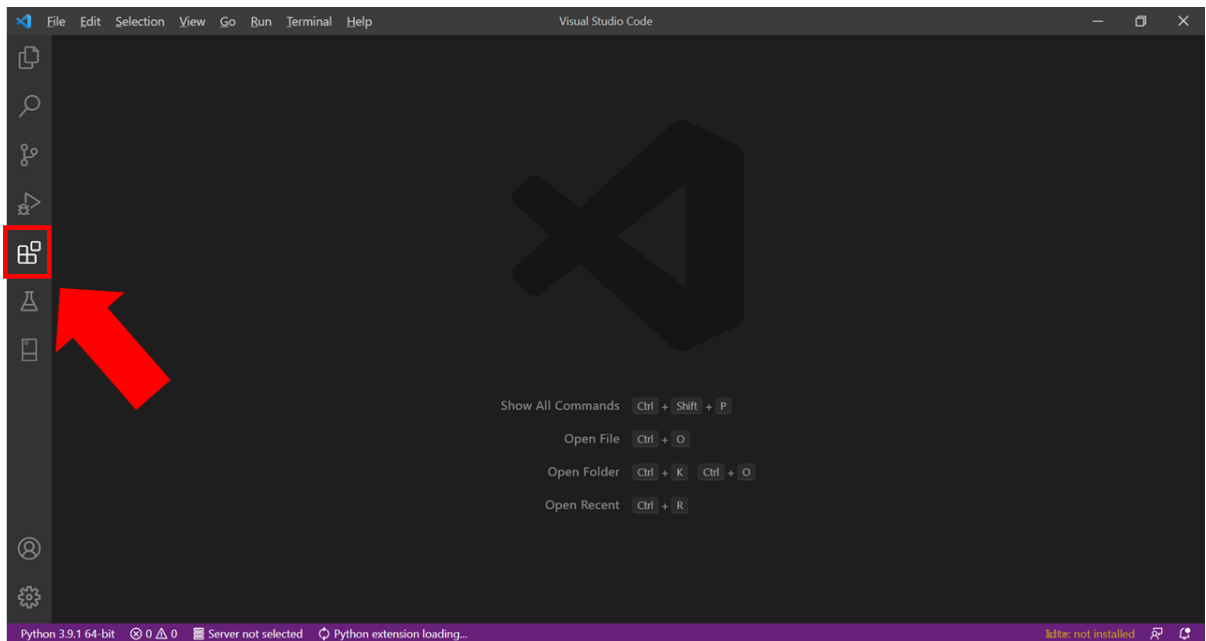 File Edit Selection View Go Run Terminal Help Visual Studio Code
Show All Commands Ctrl + Shift + P
Open File Ctrl + O
Open Folder Ctrl + K Ctrl + O
Open Recent Ctrl + R
Python 3.9.1 64-bit 0 0 Server not selected Python extension loading... kite: not installed